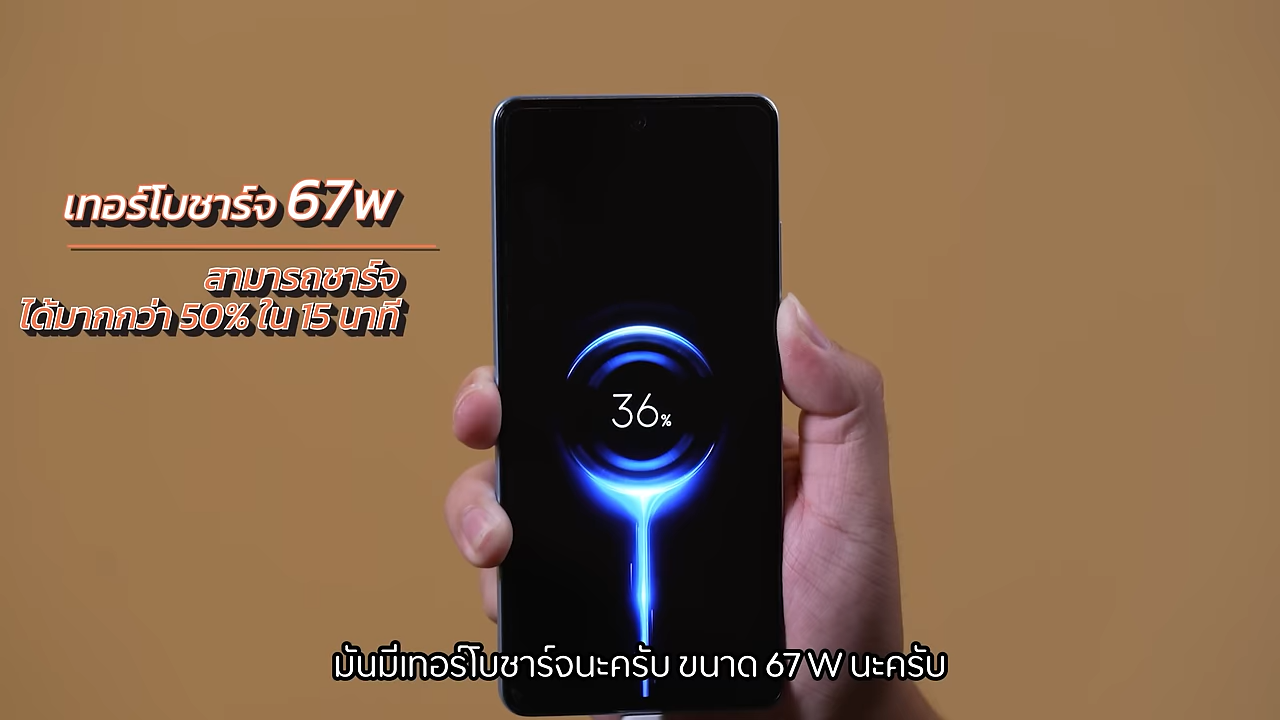 เทอร์โบชาร์จ 67W
สามารถชาร์จ
ได้มากกว่า 50% ใน 15 นาที
36%
มันมีเทอร์โบชาร์จนะครับ ขนาด 67 W นะครับ